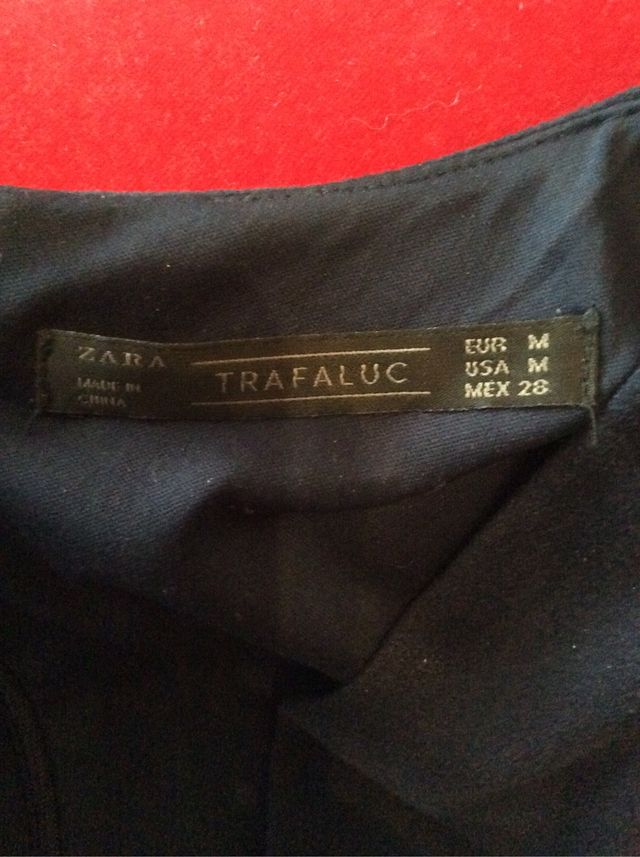 ZARA
MADE IN
CHINA
TRAFALUC
EUR M
USA M
MEX 28